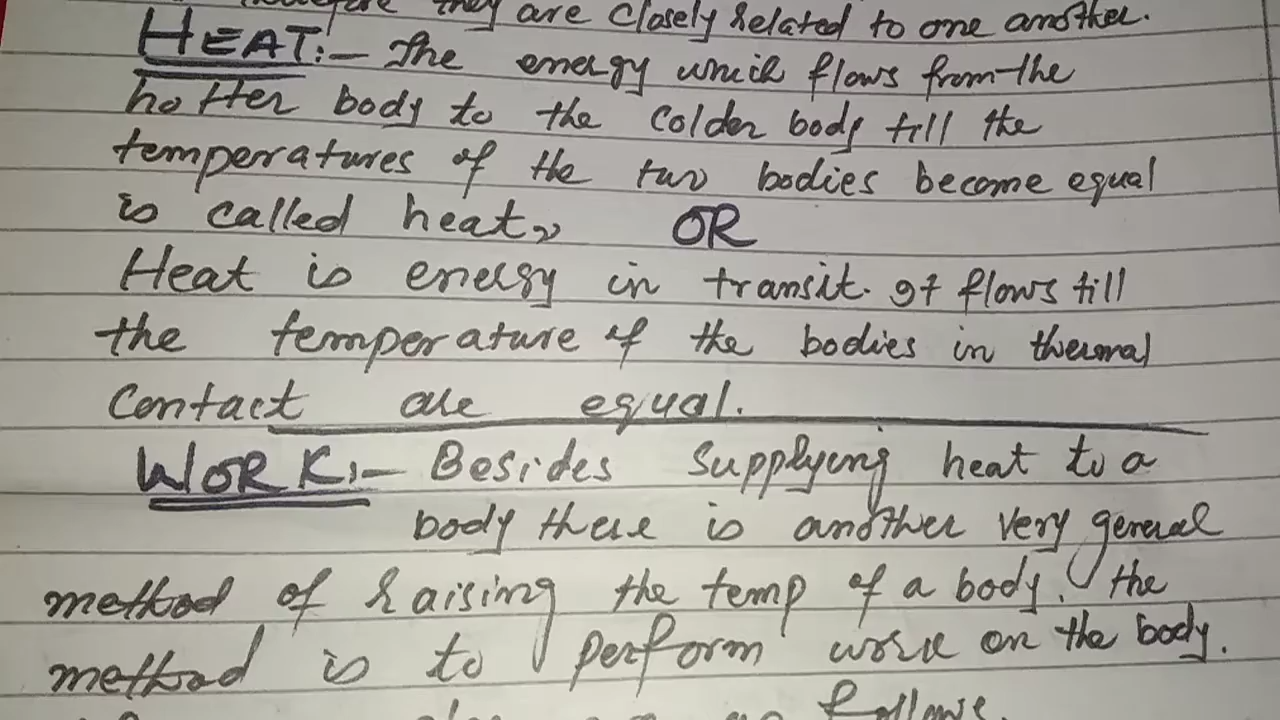 they are closely related to one another.
HEAT:- The energy which flows from the
hotter body to the colder body till the
temperatures of the two bodies become equal
is called heat,, OR
Heat is energy in transit. It flows till
the temperature of the bodies in thermal
contact are equal.
WORK:- Besides supplying heat to a
body there is another very general
method of raising the temp of a body. The
method is to perform work on the body.
follows.